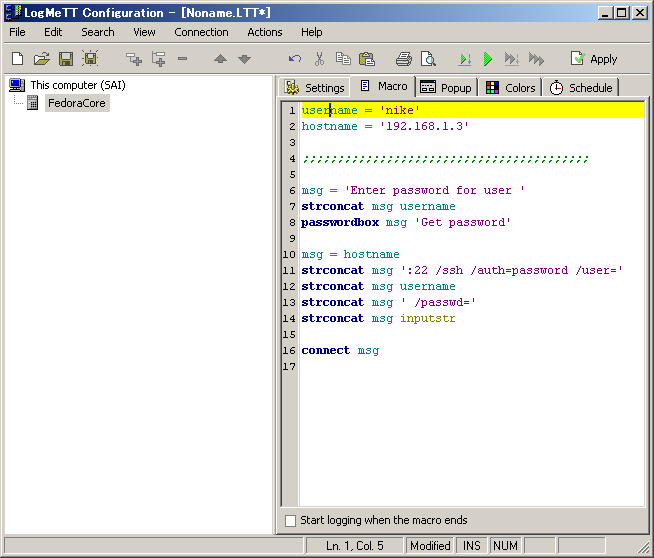 LogMeTT Configuration - [Noname.LTT*]
File Edit Search View Connection Actions Help
Apply
This computer (SAI)
FedoraCore
Settings Macro Popup Colors Schedule
1 username = 'nike'
2 hostname = '192.168.1.3'
3
4 ;;;;;;;;;;;;;;;;;;;;;;;;;;;;;;;;;;;;;;;;;
5
6 msg = 'Enter password for user '
7 strconcat msg username
8 passwordbox msg 'Get password'
9
10 msg = hostname
11 strconcat msg ':22 /ssh /auth=password /user='
12 strconcat msg username
13 strconcat msg ' /passwd='
14 strconcat msg inputstr
15
16 connect msg
17
Start logging when the macro ends
Ln. 1, Col. 5 Modified INS NUM